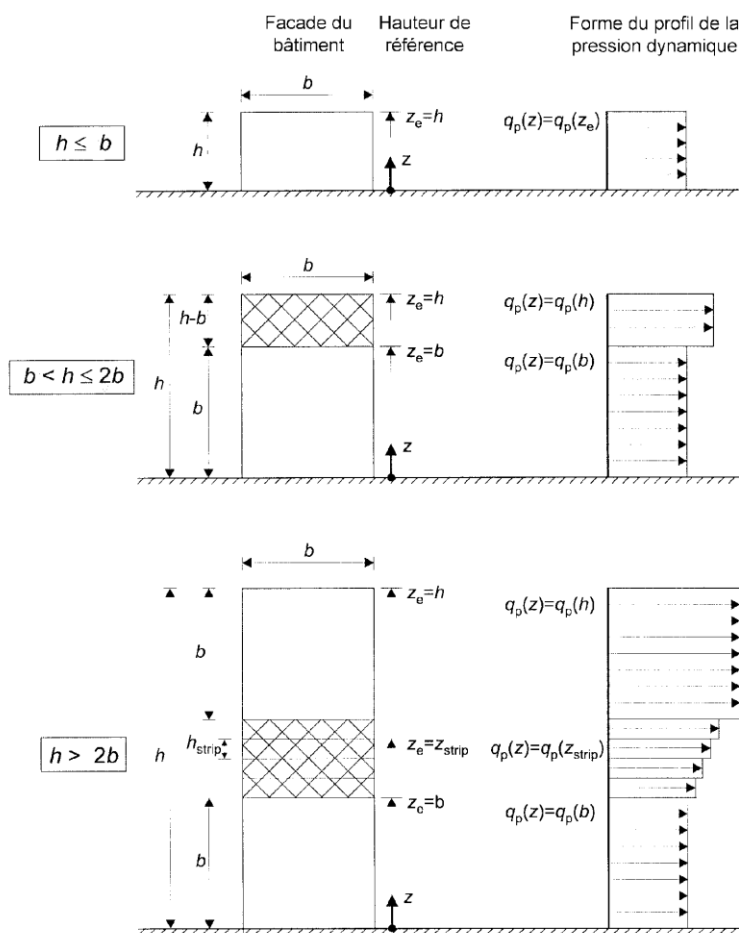 Facade du bâtiment
Hauteur de référence
Forme du profil de la pression dynamique
h ≤ b
b
h
z_e=h
z
q_p(z)=q_p(z_e)
b < h ≤ 2b
b
h-b
h
b
z_e=h
z_e=b
z
q_p(z)=q_p(h)
q_p(z)=q_p(b)
h > 2b
b
b
h
h_strip
b
z_e=h
z_e=z_strip
z_e=b
z
q_p(z)=q_p(h)
q_p(z)=q_p(z_strip)
q_p(z)=q_p(b)